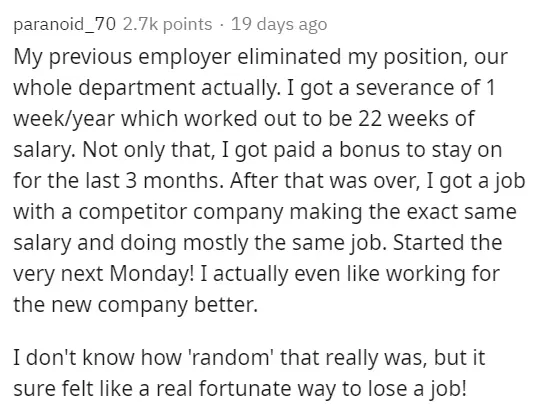 paranoid_70 2.7k points · 19 days ago
My previous employer eliminated my position, our
whole department actually. I got a severance of 1
week/year which worked out to be 22 weeks of
salary. Not only that, I got paid a bonus to stay on
for the last 3 months. After that was over, I got a job
with a competitor company making the exact same
salary and doing mostly the same job. Started the
very next Monday! I actually even like working for
the new company better.
I don't know how 'random' that really was, but it
sure felt like a real fortunate way to lose a job!